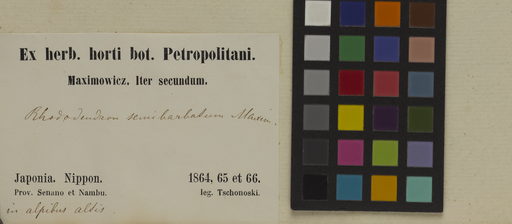 Ex herb. horti bot. Petropolitani.
Maximowicz, Iter secundum.
Rhododendron semibarbatum Maxim.
Japonia. Nippon. 1864, 65 et 66.
Prov. Senano et Nambu. leg. Tschonoski.
in alpibus altis.